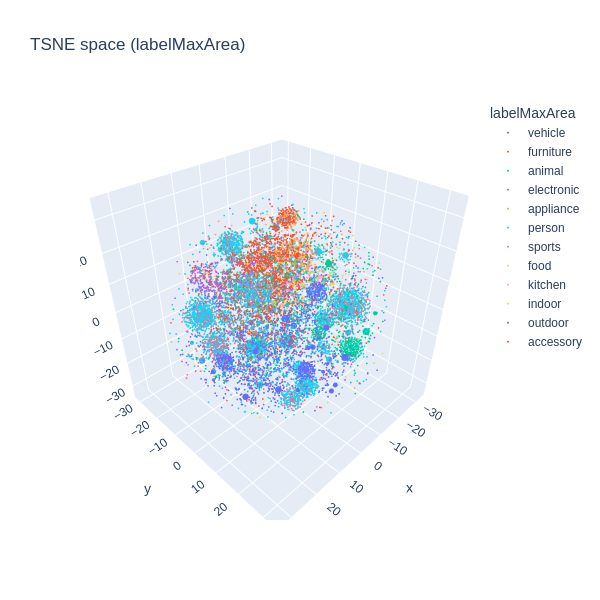 TSNE space (labelMaxArea)
labelMaxArea
vehicle
furniture
animal
electronic
appliance
person
sports
food
kitchen
indoor
outdoor
accessory
10
0
−10
−20
−30
−30
−20
−10
0
10
20
y
−30
−20
−10
0
10
20
x